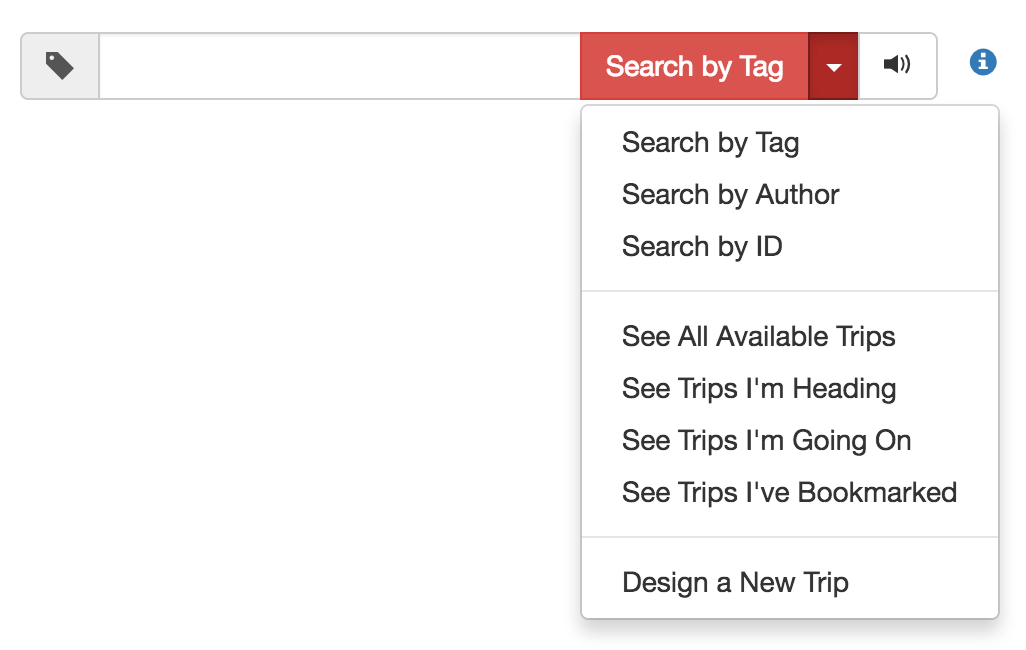 Search by Tag
Search by Tag
Search by Author
Search by ID
See All Available Trips
See Trips I'm Heading
See Trips I'm Going On
See Trips I've Bookmarked
Design a New Trip